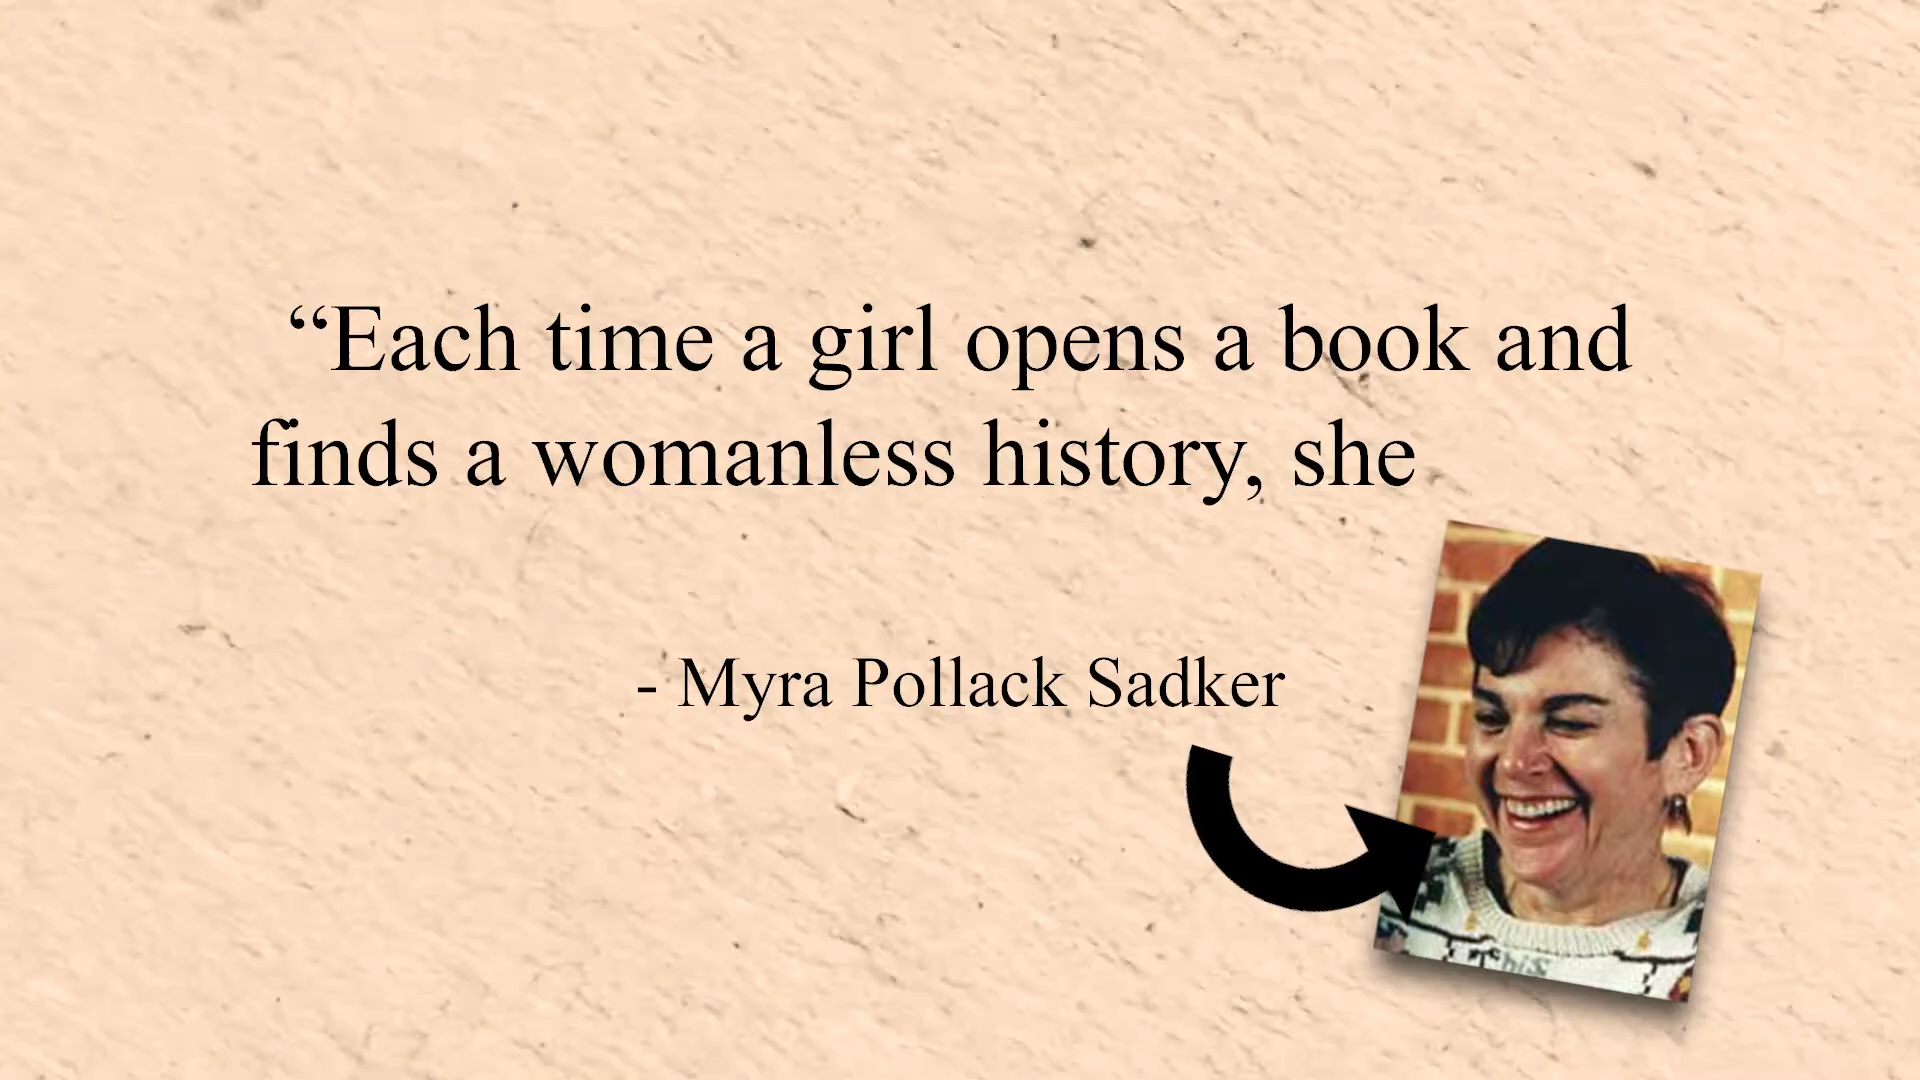 “Each time a girl opens a book and
finds a womanless history, she
- Myra Pollack Sadker